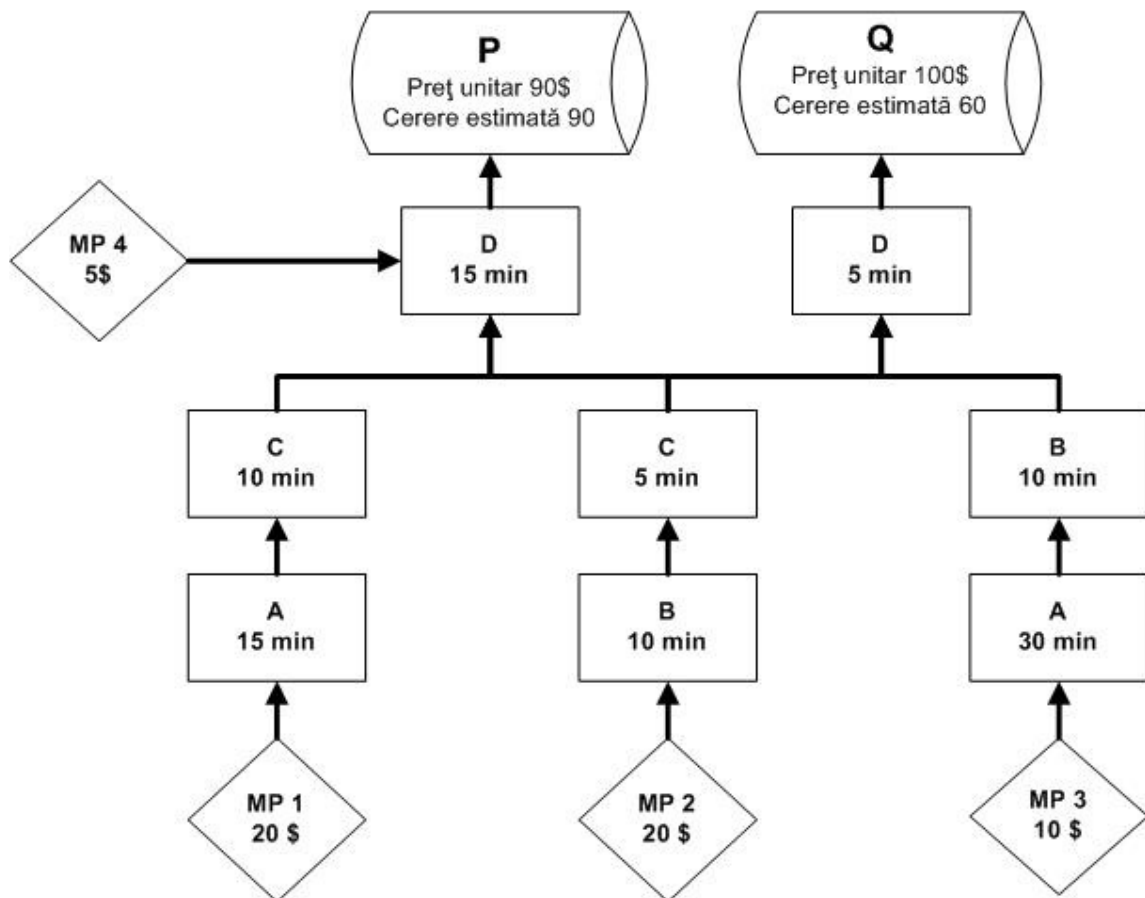 P
Preţ unitar 90$
Cerere estimată 90
Q
Preţ unitar 100$
Cerere estimată 60
MP 4
5$
D
15 min
D
5 min
C
10 min
C
5 min
B
10 min
A
15 min
B
10 min
A
30 min
MP 1
20 $
MP 2
20 $
MP 3
10 $